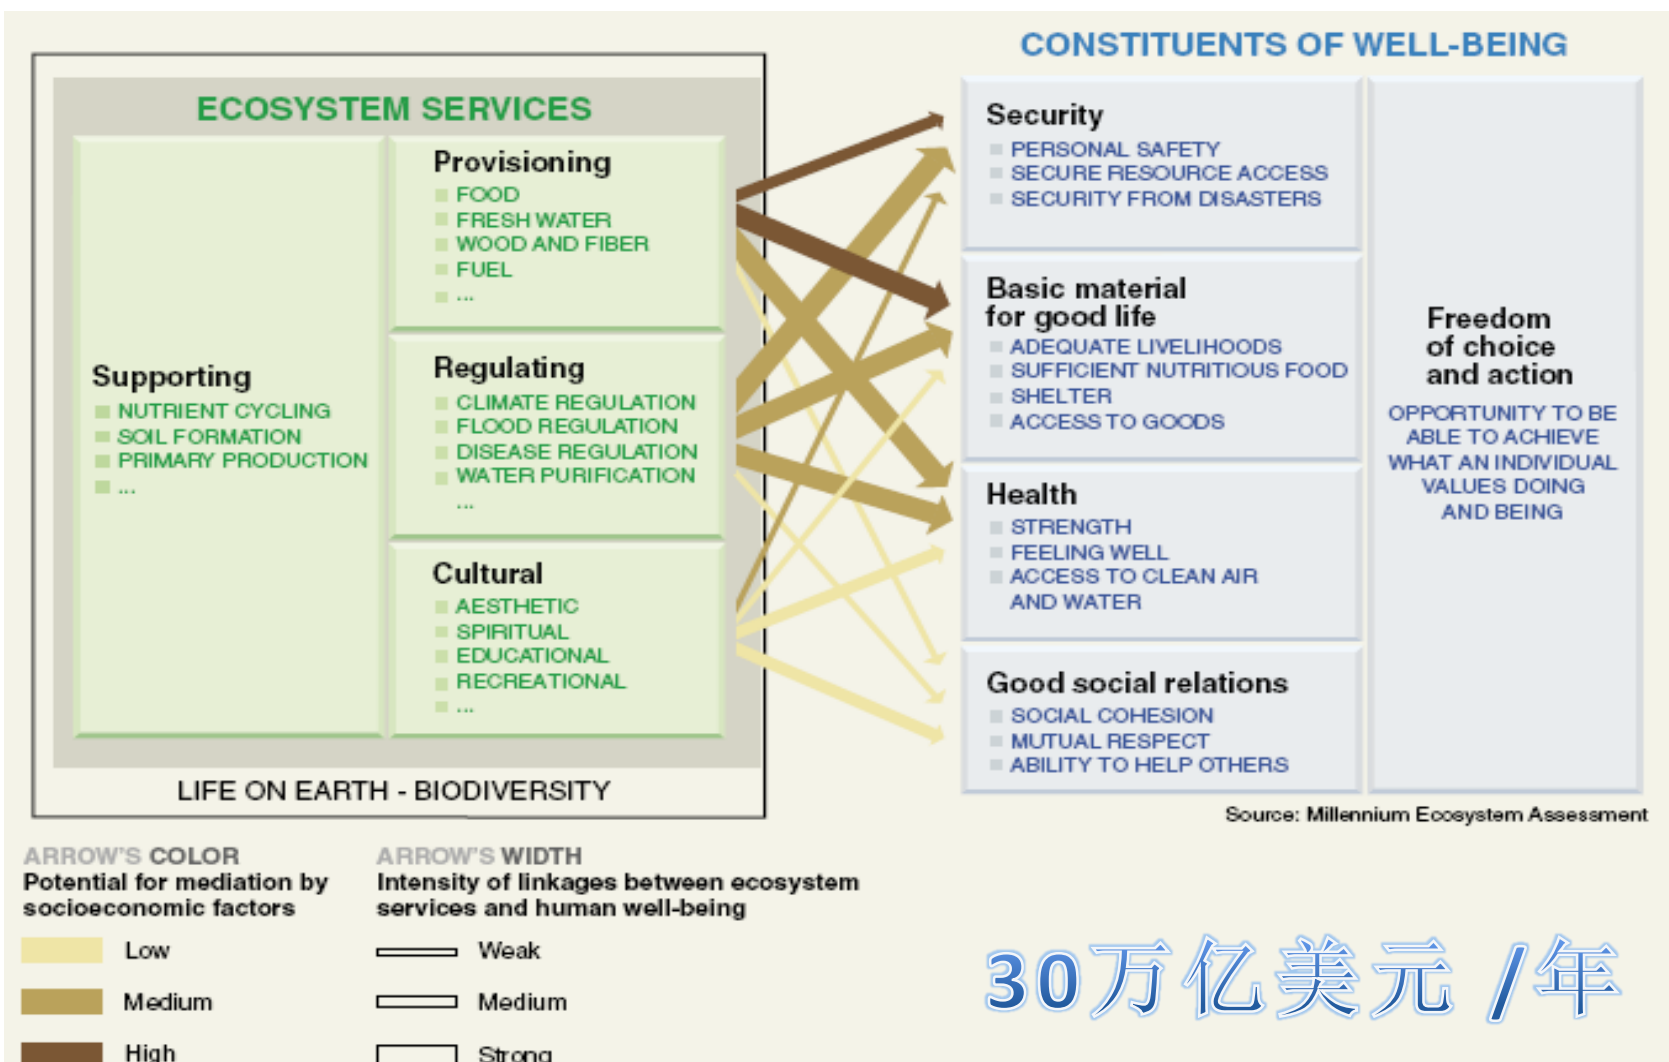 CONSTITUENTS OF WELL-BEING
ECOSYSTEM SERVICES
Supporting
NUTRIENT CYCLING
SOIL FORMATION
PRIMARY PRODUCTION
...
Provisioning
FOOD
FRESH WATER
WOOD AND FIBER
FUEL
...
Regulating
CLIMATE REGULATION
FLOOD REGULATION
DISEASE REGULATION
WATER PURIFICATION
...
Cultural
AESTHETIC
SPIRITUAL
EDUCATIONAL
RECREATIONAL
...
LIFE ON EARTH - BIODIVERSITY
Security
PERSONAL SAFETY
SECURE RESOURCE ACCESS
SECURITY FROM DISASTERS
Basic material
for good life
ADEQUATE LIVELIHOODS
SUFFICIENT NUTRITIOUS FOOD
SHELTER
ACCESS TO GOODS
Health
STRENGTH
FEELING WELL
ACCESS TO CLEAN AIR
AND WATER
Good social relations
SOCIAL COHESION
MUTUAL RESPECT
ABILITY TO HELP OTHERS
Freedom
of choice
and action
OPPORTUNITY TO BE
ABLE TO ACHIEVE
WHAT AN INDIVIDUAL
VALUES DOING
AND BEING
Source: Millennium Ecosystem Assessment
ARROW'S COLOR
Potential for mediation by
socioeconomic factors
Low
Medium
High
ARROW'S WIDTH
Intensity of linkages between ecosystem
services and human well-being
Weak
Medium
Strong
30万亿美元 /年